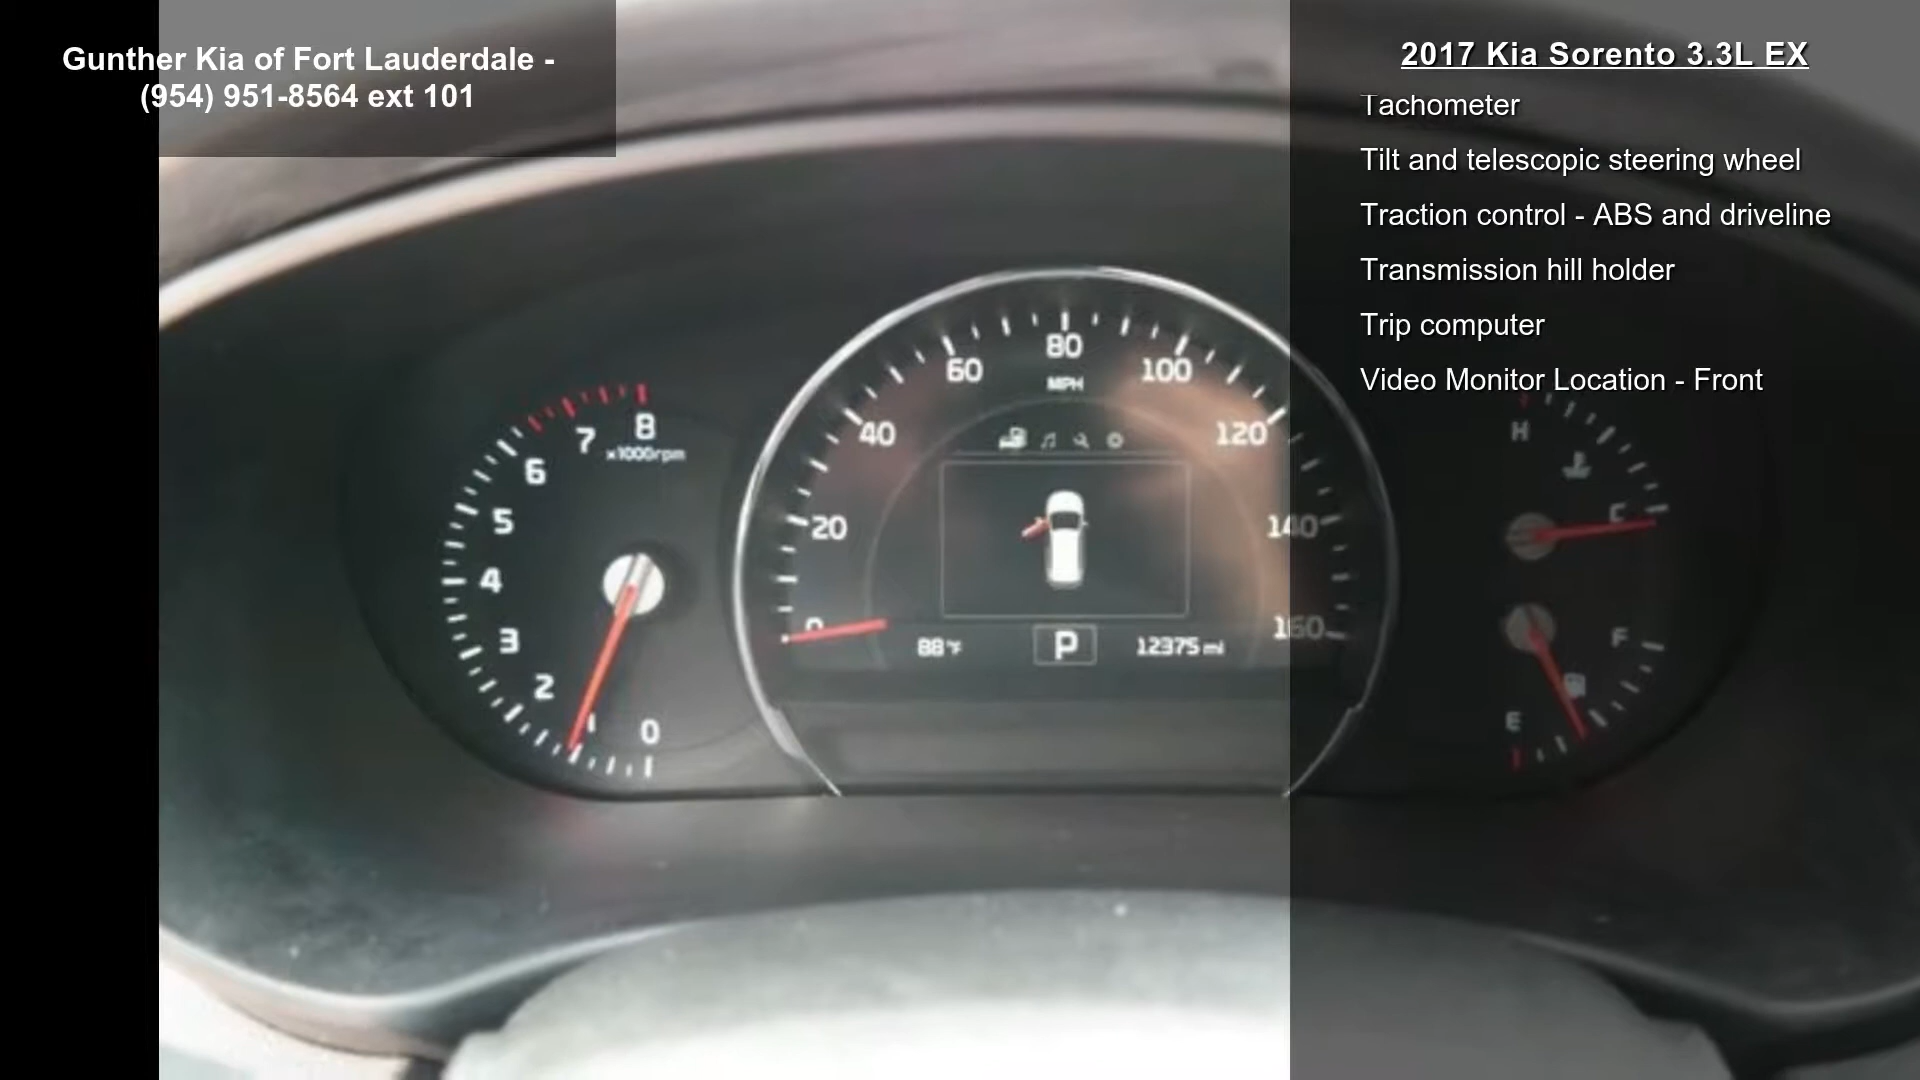 Gunther Kia of Fort Lauderdale -
(954) 951-8564 ext 101
2017 Kia Sorento 3.3L EX
Tachometer
Tilt and telescopic steering wheel
Traction control - ABS and driveline
Transmission hill holder
Trip computer
Video Monitor Location - Front
8
7
x1000rpm
6
5
4
3
2
1
0
0
20
40
60
80
100
120
140
160
MPH
88°F
P
12375 mi
H
C
F
E